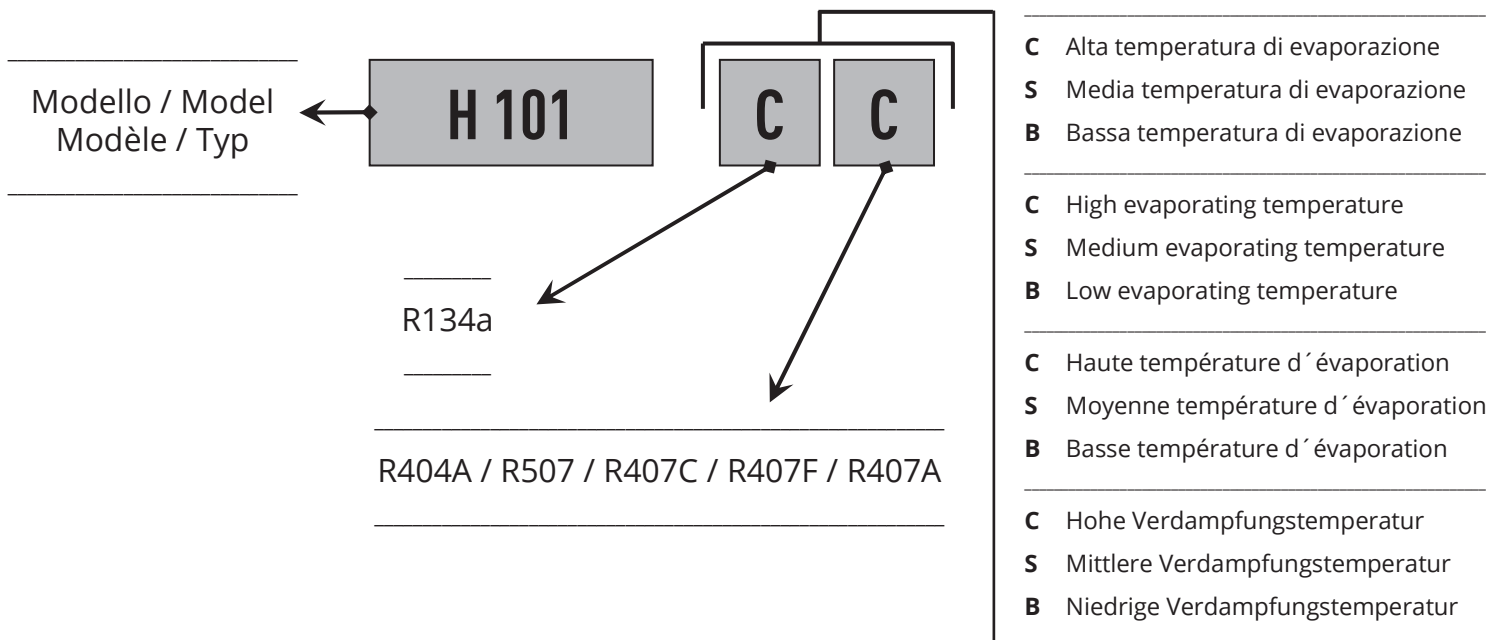 Modello / Model
Modèle / Typ
H 101
C
C
R134a
R404A / R507 / R407C / R407F / R407A
C Alta temperatura di evaporazione
S Media temperatura di evaporazione
B Bassa temperatura di evaporazione
C High evaporating temperature
S Medium evaporating temperature
B Low evaporating temperature
C Haute température d´évaporation
S Moyenne température d´évaporation
B Basse température d´évaporation
C Hohe Verdampfungstemperatur
S Mittlere Verdampfungstemperatur
B Niedrige Verdampfungstemperatur